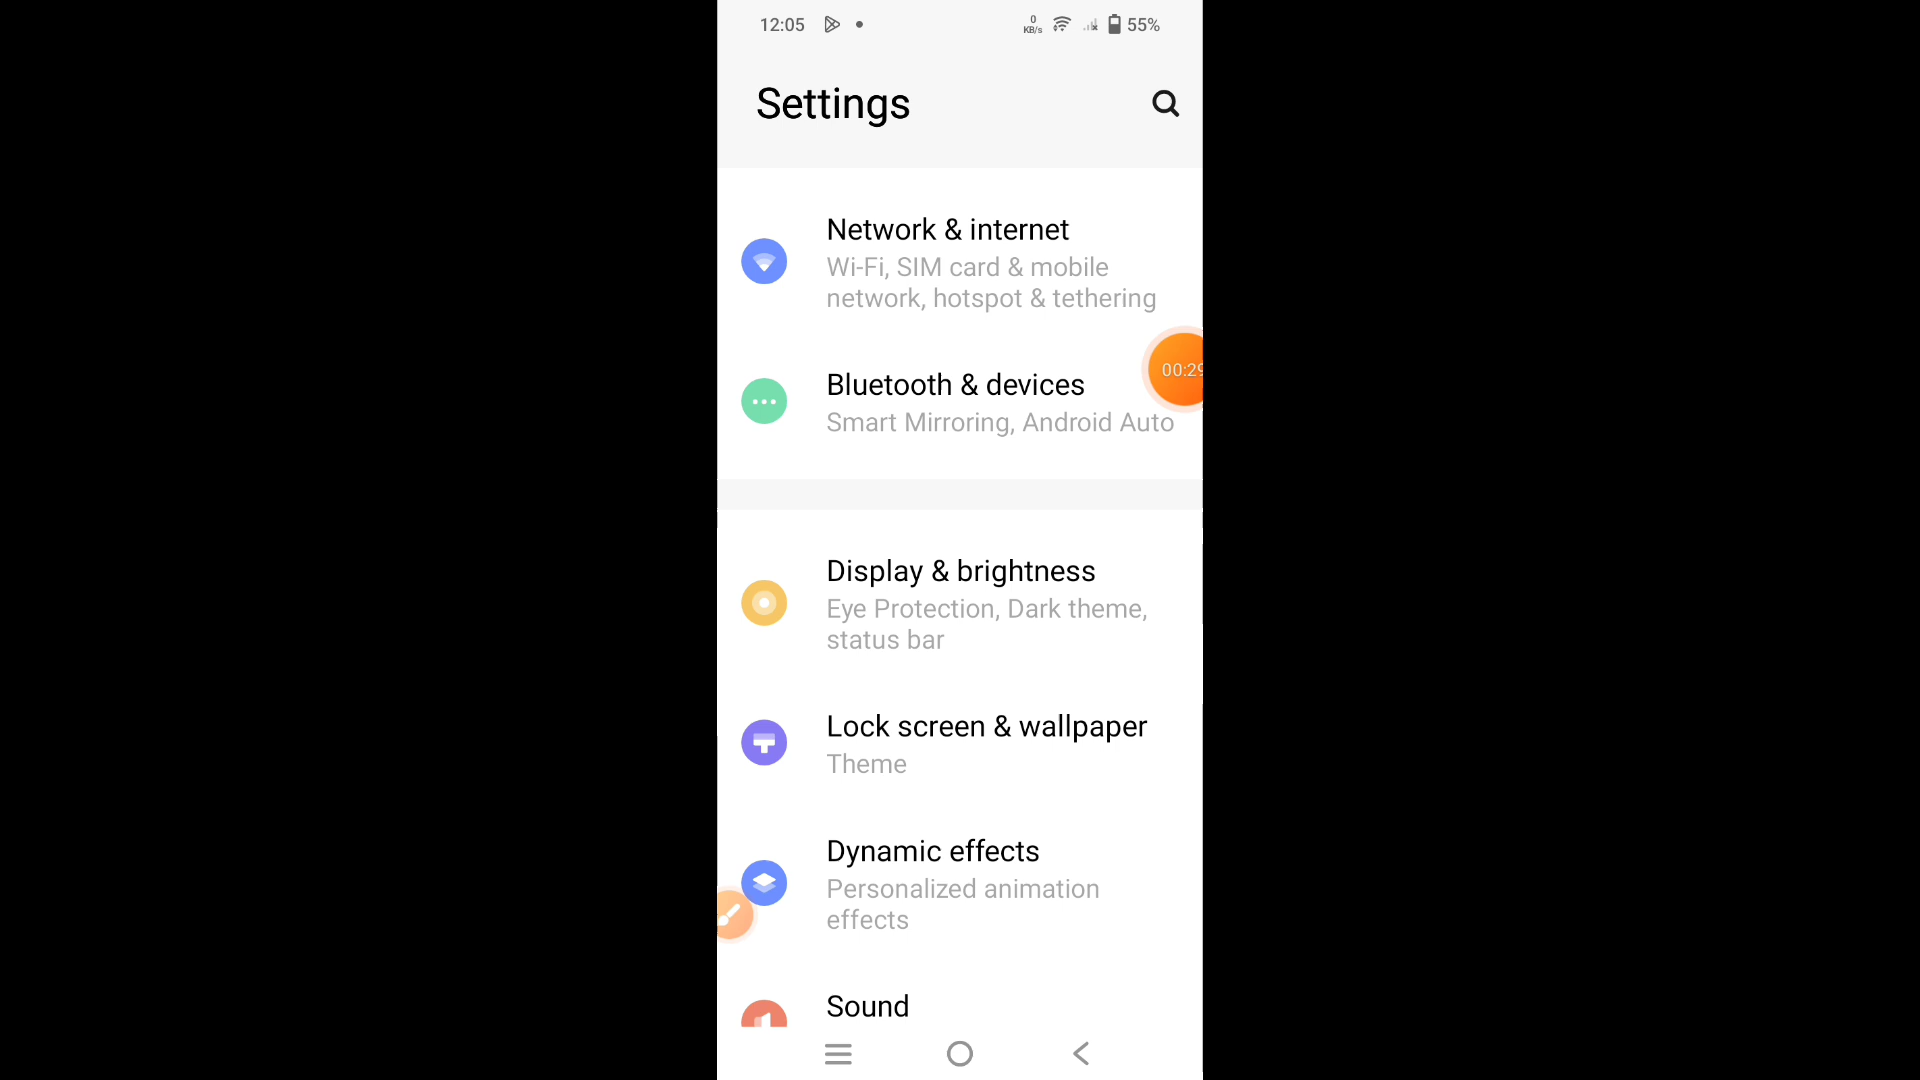 12:05
0
KB/s
55%
Settings
Network & internet
Wi-Fi, SIM card & mobile
network, hotspot & tethering
00:29
Bluetooth & devices
Smart Mirroring, Android Auto
Display & brightness
Eye Protection, Dark theme,
status bar
Lock screen & wallpaper
Theme
Dynamic effects
Personalized animation
effects
Sound